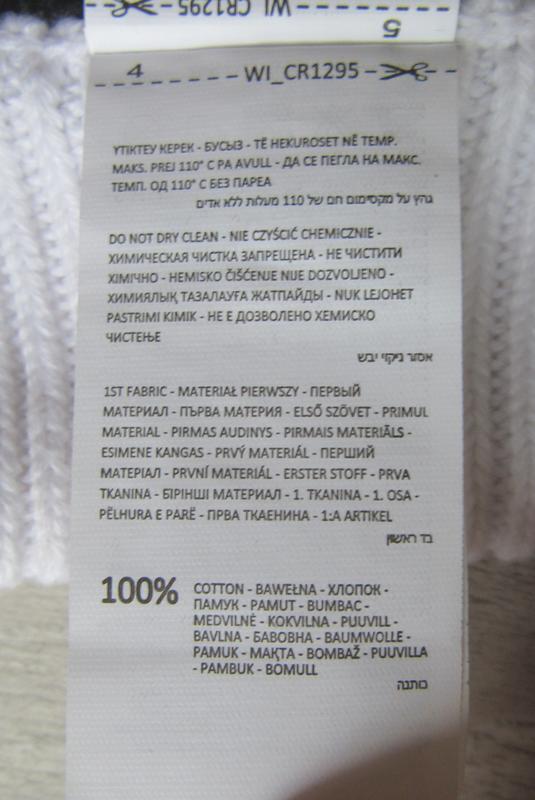 WI_CR1295
5
4 WI_CR1295
ҮТІКТЕУ КЕРЕК - БУСЫЗ - TË HEKUROSET NË TEMP.
MAKS. PREJ 110° C PA AVULL - ДА СЕ ПЕГЛА НА МАКС.
ТЕМП. ОД 110° С БЕЗ ПАРЕА
גהץ על מקסימום חם של 110 מעלות ללא אדים
DO NOT DRY CLEAN - NIE CZYŚCIĆ CHEMICZNIE -
ХИМИЧЕСКАЯ ЧИСТКА ЗАПРЕЩЕНА - НЕ ЧИСТИТИ
ХІМІЧНО - HEMISKO ČIŠĆENJE NIJE DOZVOLJENO -
ХИМИЯЛЫҚ ТАЗАЛАУҒА ЖАТПАЙДЫ - NUK LEJOHET
PASTRIMI KIMIK - НЕ Е ДОЗВОЛЕНО ХЕМИСКО
ЧИСТЕЊЕ
אסור ניקוי יבש
1ST FABRIC - MATERIAŁ PIERWSZY - ПЕРВЫЙ
МАТЕРИАЛ - ПЪРВА МАТЕРИЯ - ELSŐ SZÖVET - PRIMUL
MATERIAL - PIRMAS AUDINYS - PIRMAIS MATERIĀLS -
ESIMENE KANGAS - PRVÝ MATERIÁL - ПЕРШИЙ
МАТЕРІАЛ - PRVNÍ MATERIÁL - ERSTER STOFF - PRVA
TKANINA - БІРІНШІ МАТЕРИАЛ - 1. TKANINA - 1. OSA -
PËLHURA E PARË - ПРВА ТКАЕНИНА - 1:A ARTIKEL
בד ראשון
100% COTTON - BAWEŁNA - ХЛОПОК -
ПАМУК - PAMUT - BUMBAC -
MEDVILNĖ - KOKVILNA - PUUVILL -
BAVLNA - БАВОВНА - BAUMWOLLE -
PAMUK - МАҚТА - BOMBAŽ - PUUVILLA
- PAMBUK - BOMULL
כותנה